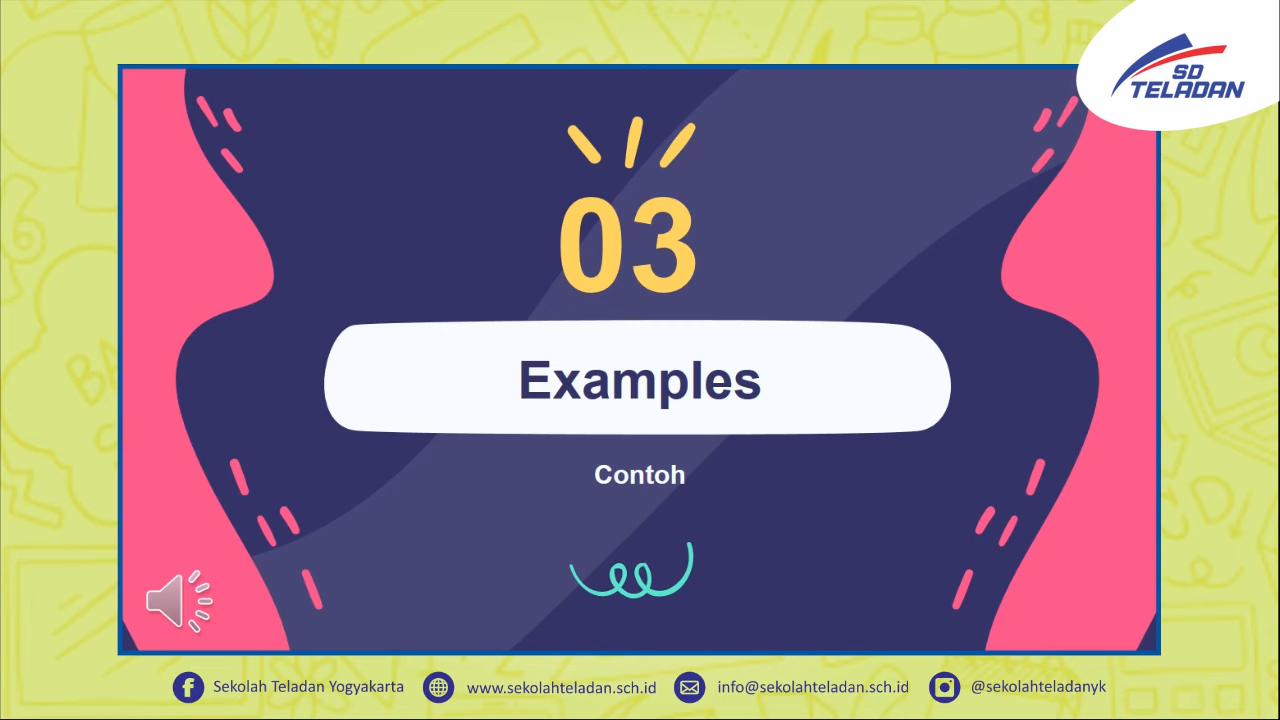 SD
TELADAN
03
Examples
Contoh
Sekolah Teladan Yogyakarta
www.sekolahteladan.sch.id
info@sekolahteladan.sch.id
@sekolahteladanyk